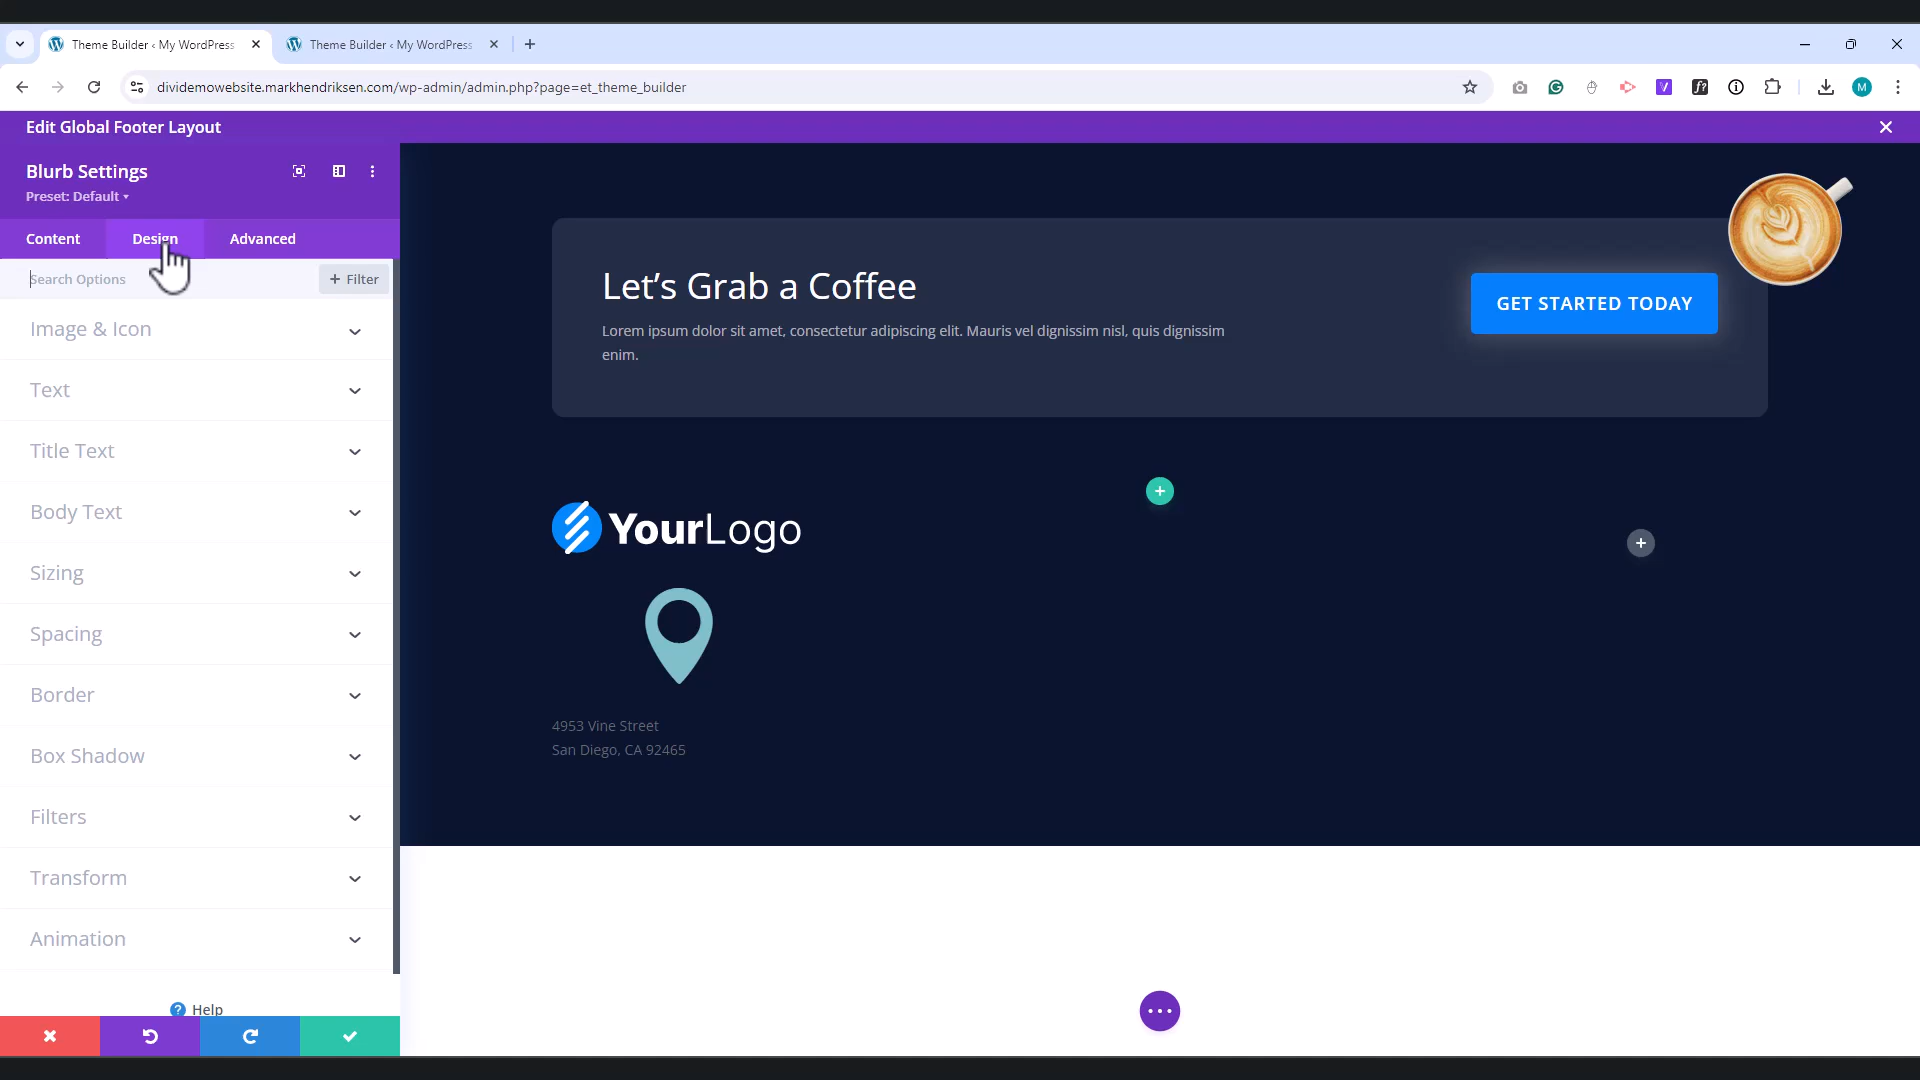 Theme Builder ‹ My WordPress
Theme Builder ‹ My WordPress
dividemowebsite.markhendriksen.com/wp-admin/admin.php?page=et_theme_builder
M
Edit Global Footer Layout
Blurb Settings
Preset: Default
Content
Design
Advanced
Search Options
+ Filter
Image & Icon
Text
Title Text
Body Text
Sizing
Spacing
Border
Box Shadow
Filters
Transform
Animation
? Help
Let’s Grab a Coffee
Lorem ipsum dolor sit amet, consectetur adipiscing elit. Mauris vel dignissim nisl, quis dignissim
enim.
GET STARTED TODAY
YourLogo
4953 Vine Street
San Diego, CA 92465